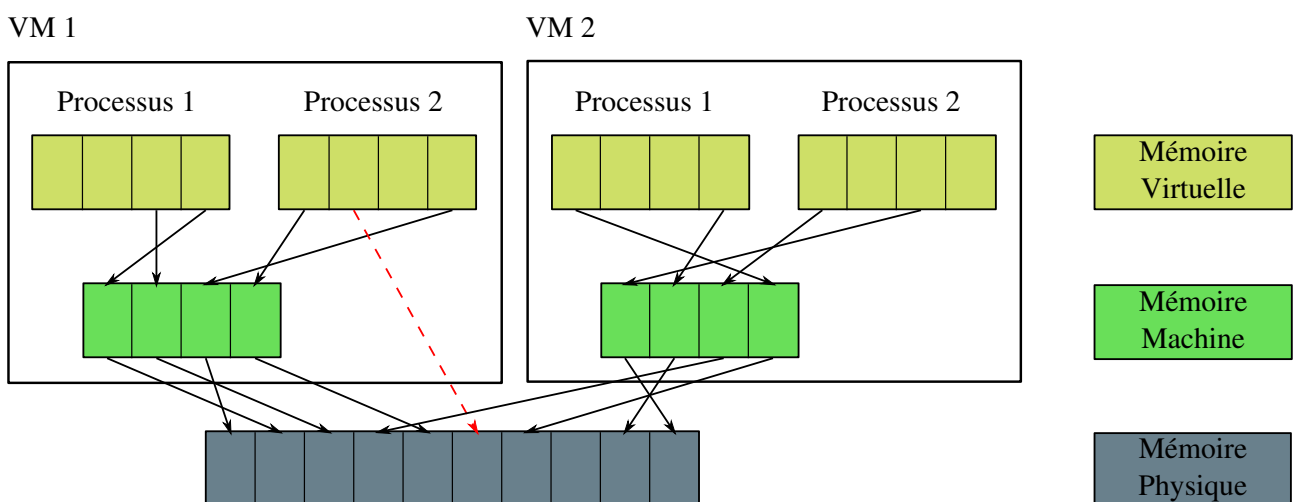 VM 1
VM 2
Processus 1
Processus 2
Processus 1
Processus 2
Mémoire
Virtuelle
Mémoire
Machine
Mémoire
Physique